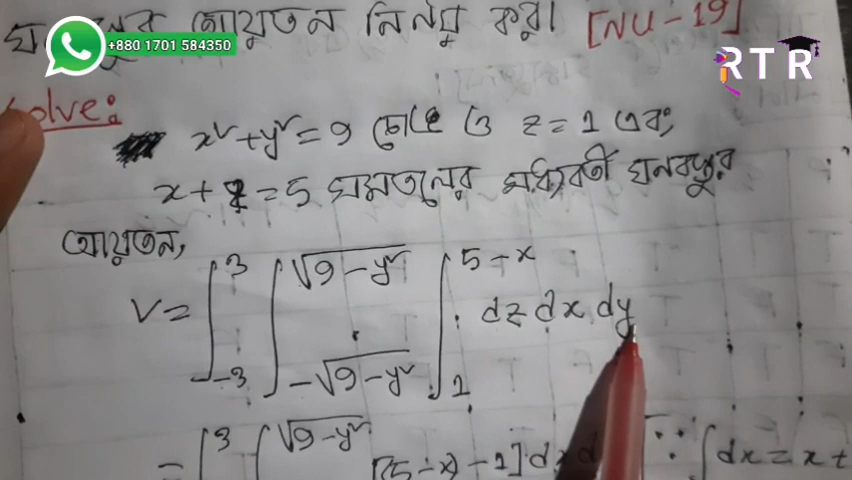 আয়তন নির্ণয় কর। [NU-19]
+880 1701 584350
RTR
Solve:
x² + y² = 9 চোঙ ও z = 1 এবং
x + z = 5 সমতলের মধ্যবর্তী ঘনবস্তুর
আয়তন,
V = ∫₋₃³ ∫_{-√(9-y²)}^{√(9-y²)} ∫₁^{5-x} dz dx dy
= ∫³ ∫^{√(9-y²)} [(5-x)-1] dx d ∵ ∫dx = x +